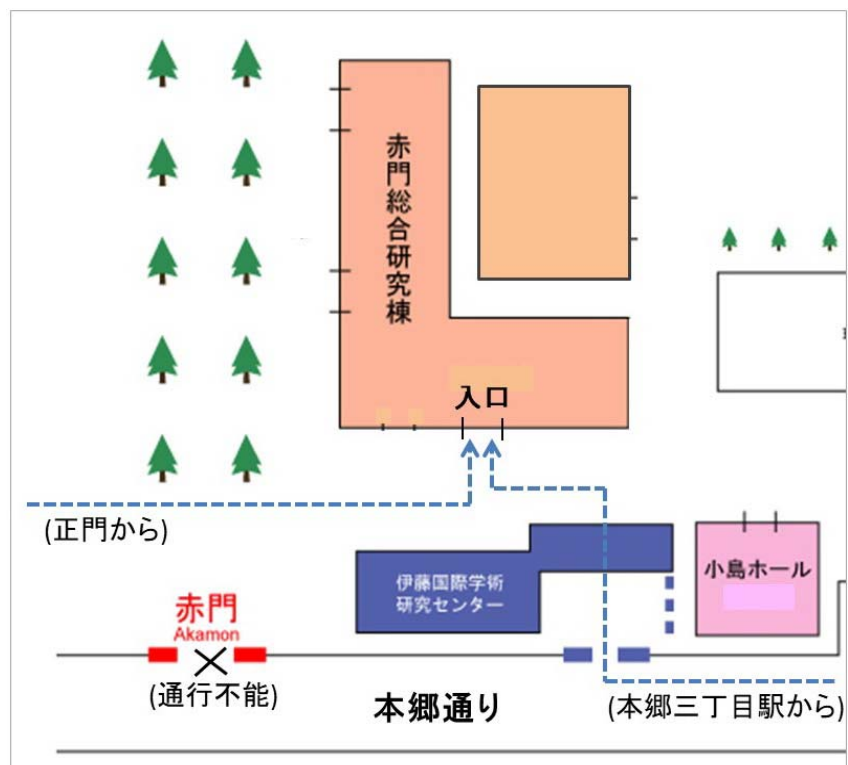 赤門総合研究棟
入口
(正門から)
伊藤国際学術
研究センター
小島ホール
赤門
Akamon
(通行不能)
本郷通り
(本郷三丁目駅から)